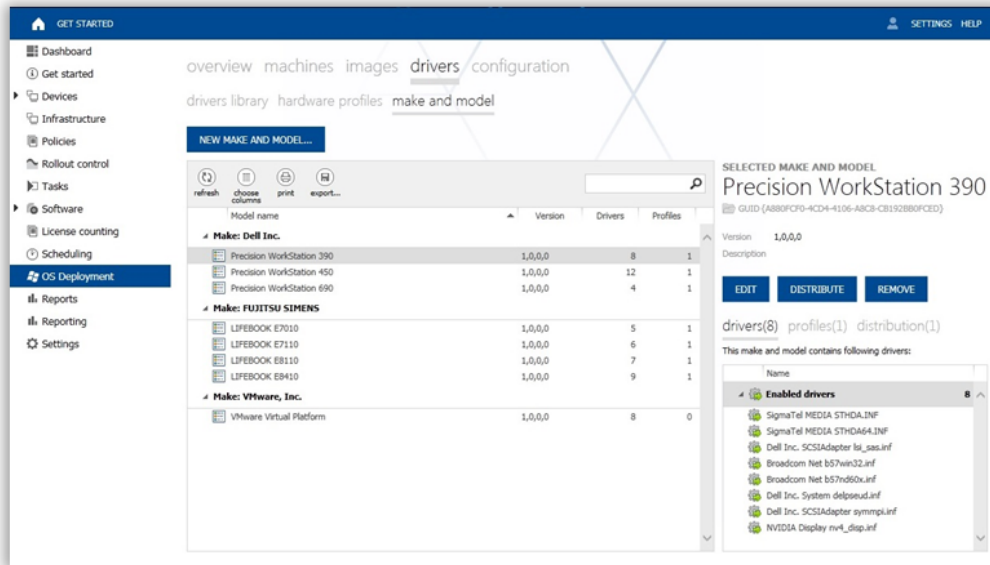 GET STARTED
SETTINGS HELP
Dashboard
Get started
Devices
Infrastructure
Policies
Rollout control
Tasks
Software
License counting
Scheduling
OS Deployment
Reports
Reporting
Settings
overview machines images drivers configuration
drivers library hardware profiles make and model
NEW MAKE AND MODEL...
refresh choose columns print export...
Model name Version Drivers Profiles
Make: Dell Inc.
Precision WorkStation 390 1,0,0,0 8 1
Precision WorkStation 450 1,0,0,0 12 1
Precision WorkStation 690 1,0,0,0 4 1
Make: FUJITSU SIMENS
LIFEBOOK E7010 1,0,0,0 5 1
LIFEBOOK E7110 1,0,0,0 6 1
LIFEBOOK E8110 1,0,0,0 7 1
LIFEBOOK E8410 1,0,0,0 9 1
Make: VMware, Inc.
VMware Virtual Platform 1,0,0,0 8 0
SELECTED MAKE AND MODEL
Precision WorkStation 390
GUID {A880FCF0-4CD4-4106-A8C8-CB192BB0FCED}
Version 1,0,0,0
Description
EDIT DISTRIBUTE REMOVE
drivers(8) profiles(1) distribution(1)
This make and model contains following drivers:
Name
Enabled drivers 8
SigmaTel MEDIA STHDA.INF
SigmaTel MEDIA STHDA64.INF
Dell Inc. SCSIAdapter lsi_sas.inf
Broadcom Net b57win32.inf
Broadcom Net b57nd60x.inf
Dell Inc. System delpseud.inf
Dell Inc. SCSIAdapter symmpi.inf
NVIDIA Display nv4_disp.inf